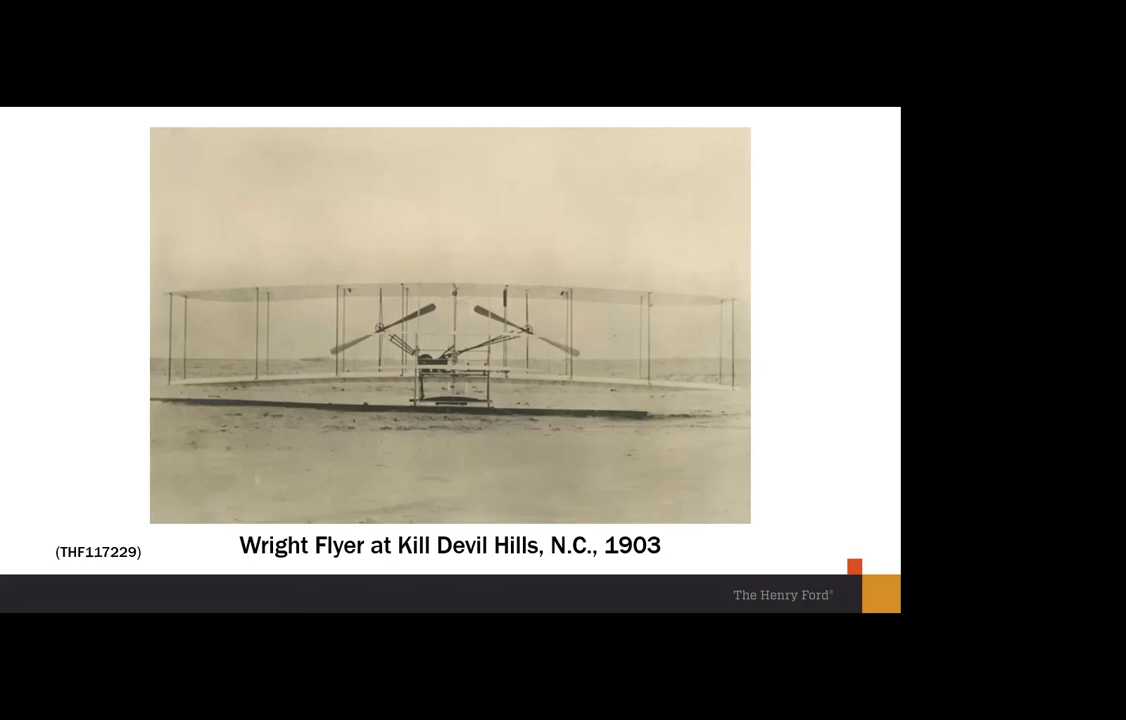 (THF117229)
Wright Flyer at Kill Devil Hills, N.C., 1903
The Henry Ford®